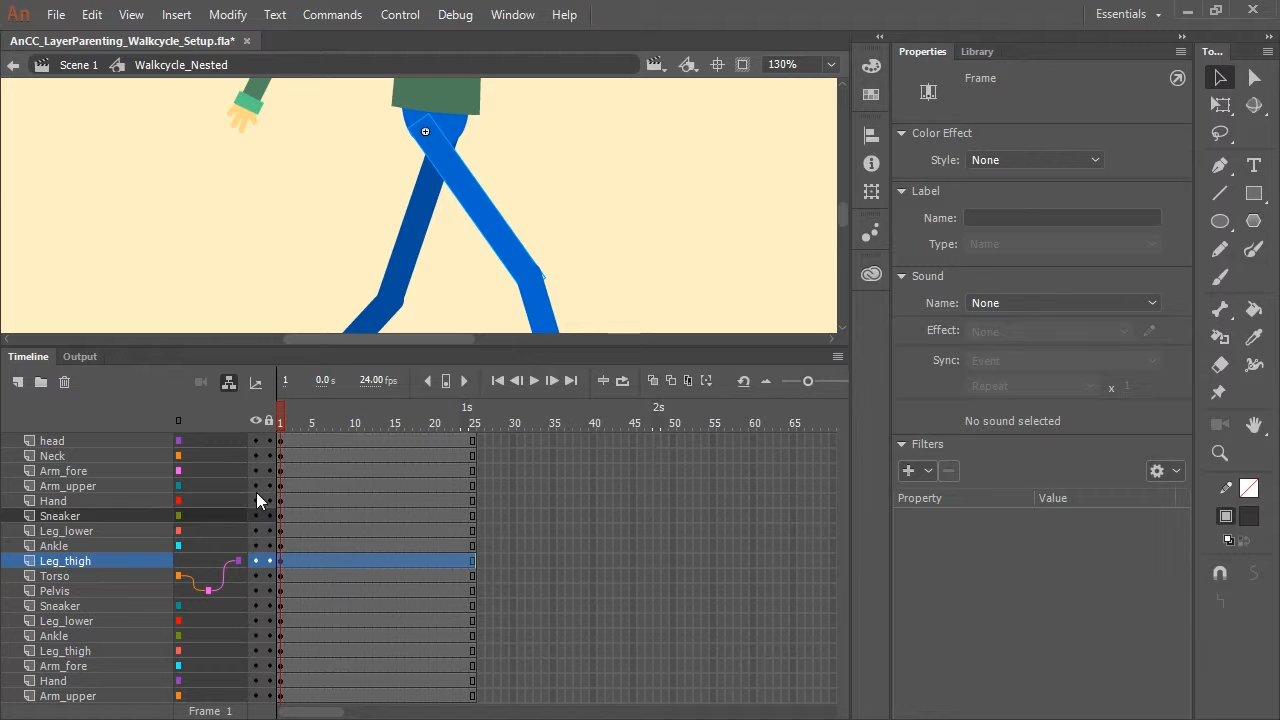 An File Edit View Insert Modify Text Commands Control Debug Window Help Essentials
AnCC_LayerParenting_Walkcycle_Setup.fla* ×
Scene 1 Walkcycle_Nested 130%
Properties Library To...
Frame
Color Effect
Style: None
Label
Name:
Type: Name
Sound
Name: None
Effect: None
Sync: Event
Repeat x 1
No sound selected
Filters
Property Value
Timeline Output
1 0.0 s 24.00 fps
1s 2s
1 5 10 15 20 25 30 35 40 45 50 55 60 65
head
Neck
Arm_fore
Arm_upper
Hand
Sneaker
Leg_lower
Ankle
Leg_thigh
Torso
Pelvis
Sneaker
Leg_lower
Ankle
Leg_thigh
Arm_fore
Hand
Arm_upper
Frame 1